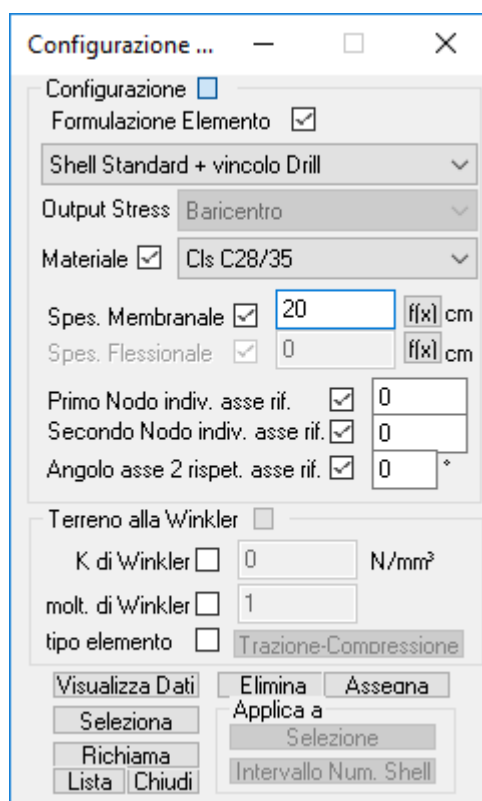 Configurazione ...
Configurazione
Formulazione Elemento
Shell Standard + vincolo Drill
Output Stress Baricentro
Materiale Cls C28/35
Spes. Membranale 20 f(x) cm
Spes. Flessionale 0 f(x) cm
Primo Nodo indiv. asse rif. 0
Secondo Nodo indiv. asse rif. 0
Angolo asse 2 rispet. asse rif. 0 °
Terreno alla Winkler
K di Winkler 0 N/mm³
molt. di Winkler 1
tipo elemento Trazione-Compressione
Visualizza Dati Elimina Assegna
Seleziona Applica a
Selezione
Richiama
Intervallo Num. Shell
Lista Chiudi